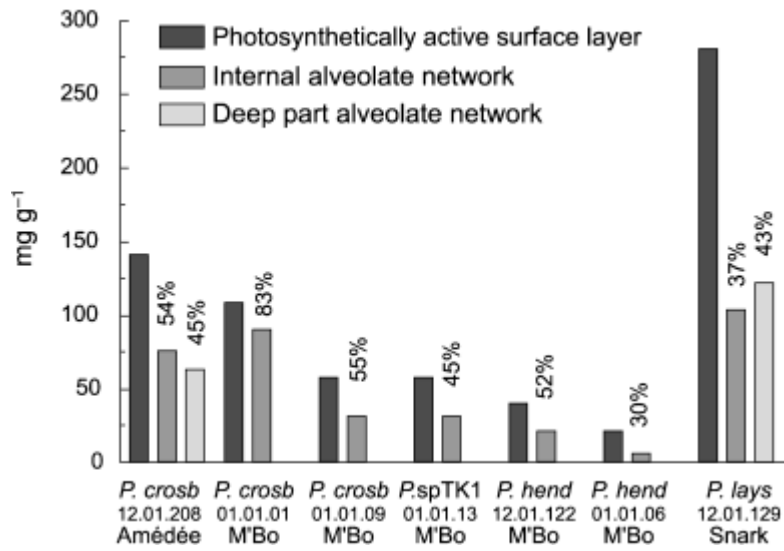 300
Photosynthetically active surface layer
Internal alveolate network
Deep part alveolate network
250
200
150
100
50
0
mg g⁻¹
54%
45%
83%
55%
45%
52%
30%
37%
43%
P. crosb P. crosb P. crosb P.spTK1 P. hend P. hend P. lays
12.01.208 01.01.01 01.01.09 01.01.13 12.01.122 01.01.06 12.01.129
Amédée M'Bo M'Bo M'Bo M'Bo M'Bo Snark